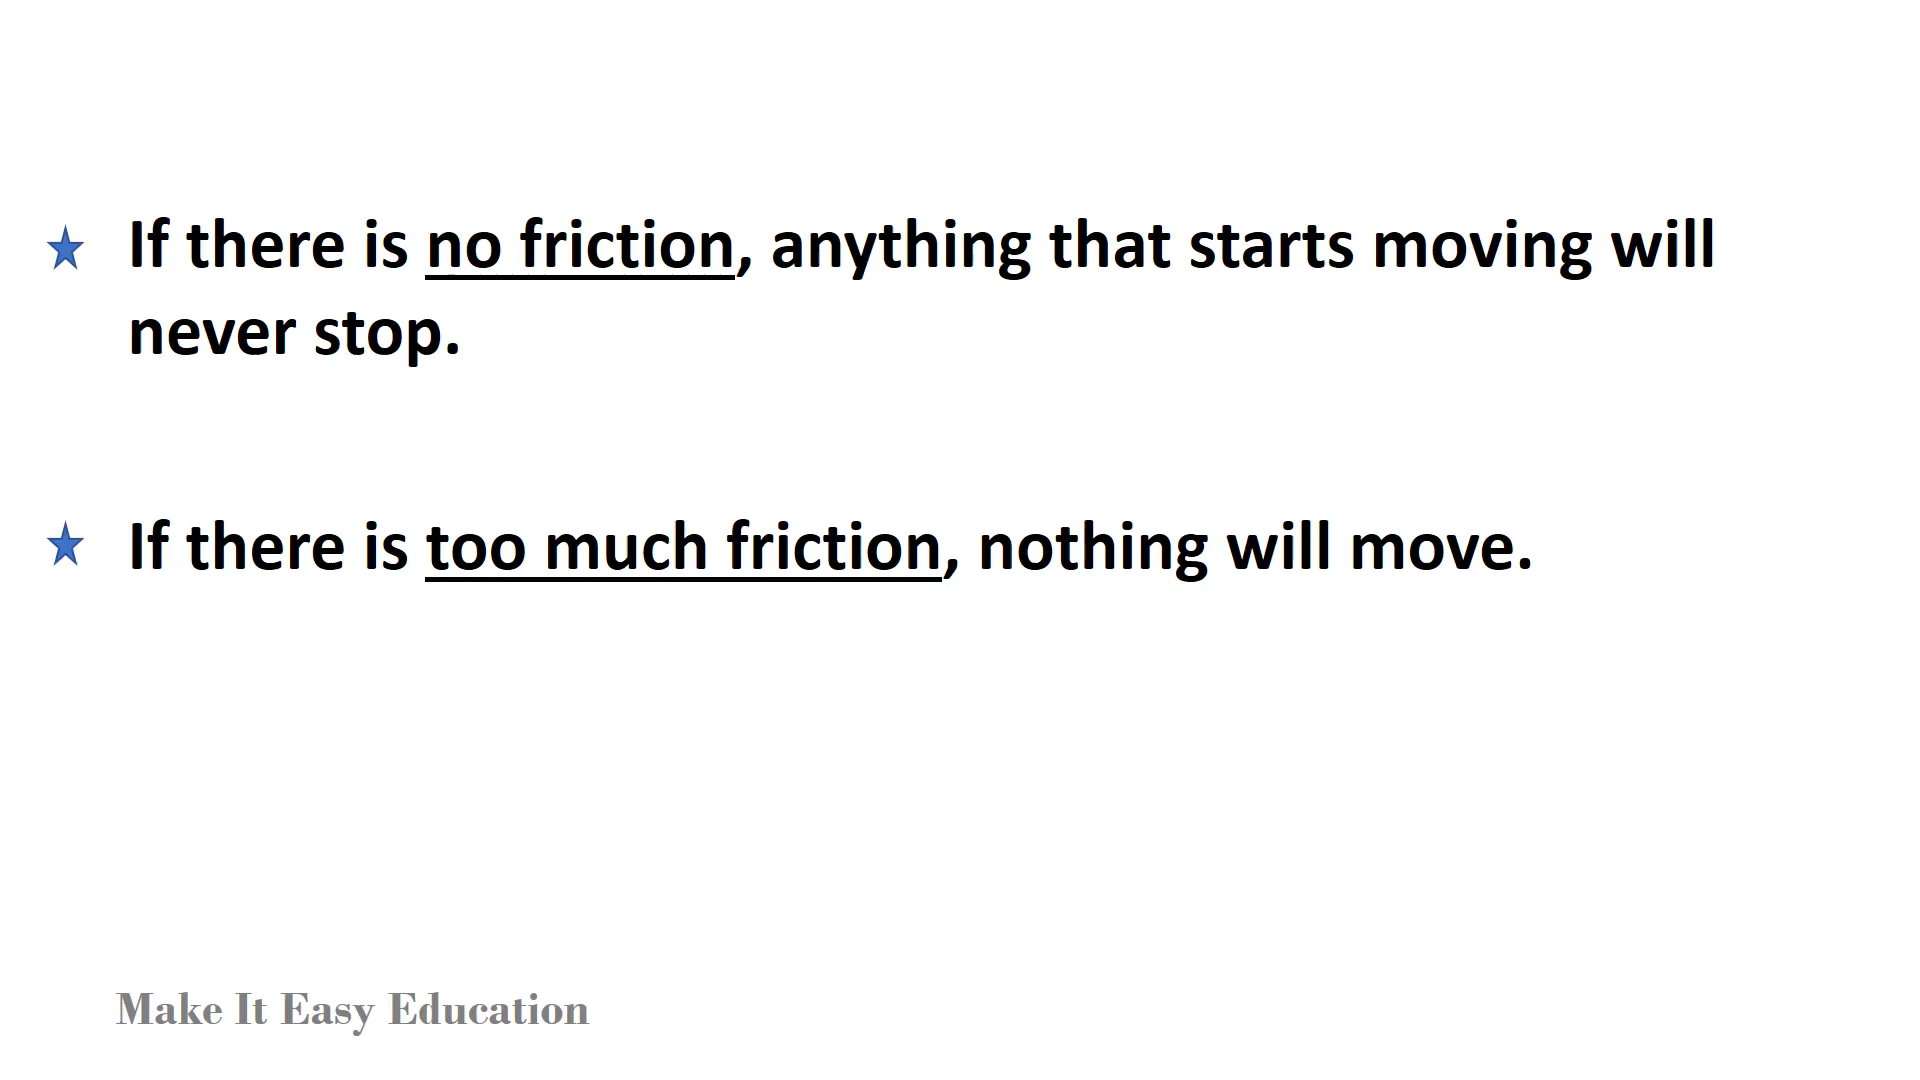 If there is no friction, anything that starts moving will
never stop.
If there is too much friction, nothing will move.
Make It Easy Education